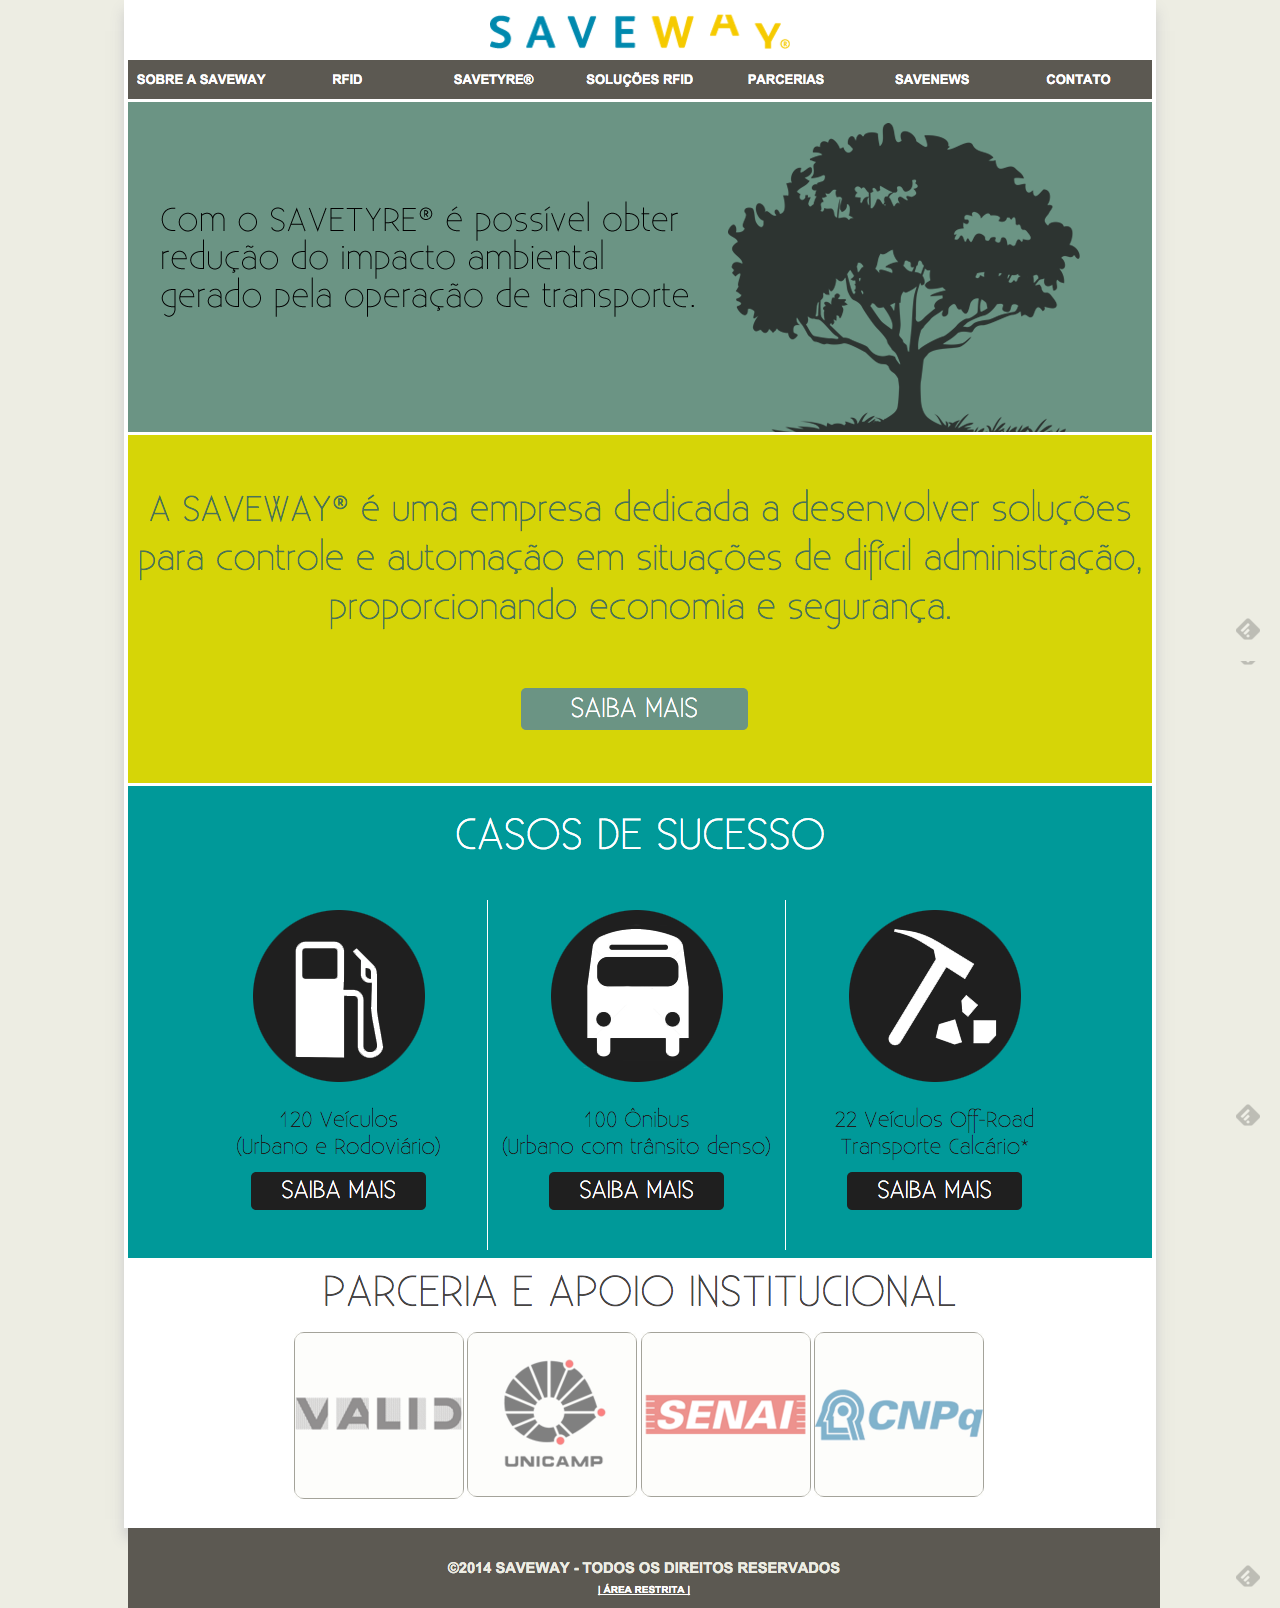 SAVEWAY®
SOBRE A SAVEWAY RFID SAVETYRE® SOLUÇÕES RFID PARCERIAS SAVENEWS CONTATO
Com o SAVETYRE® é possível obter
redução do impacto ambiental
gerado pela operação de transporte.
A SAVEWAY® é uma empresa dedicada a desenvolver soluções
para controle e automação em situações de difícil administração,
proporcionando economia e segurança.
SAIBA MAIS
CASOS DE SUCESSO
120 Veículos
(Urbano e Rodoviário)
SAIBA MAIS
100 Ônibus
(Urbano com trânsito denso)
SAIBA MAIS
22 Veículos Off-Road
Transporte Calcário*
SAIBA MAIS
PARCERIA E APOIO INSTITUCIONAL
VALID
UNICAMP
SENAI
CNPq
©2014 SAVEWAY - TODOS OS DIREITOS RESERVADOS
| ÁREA RESTRITA |